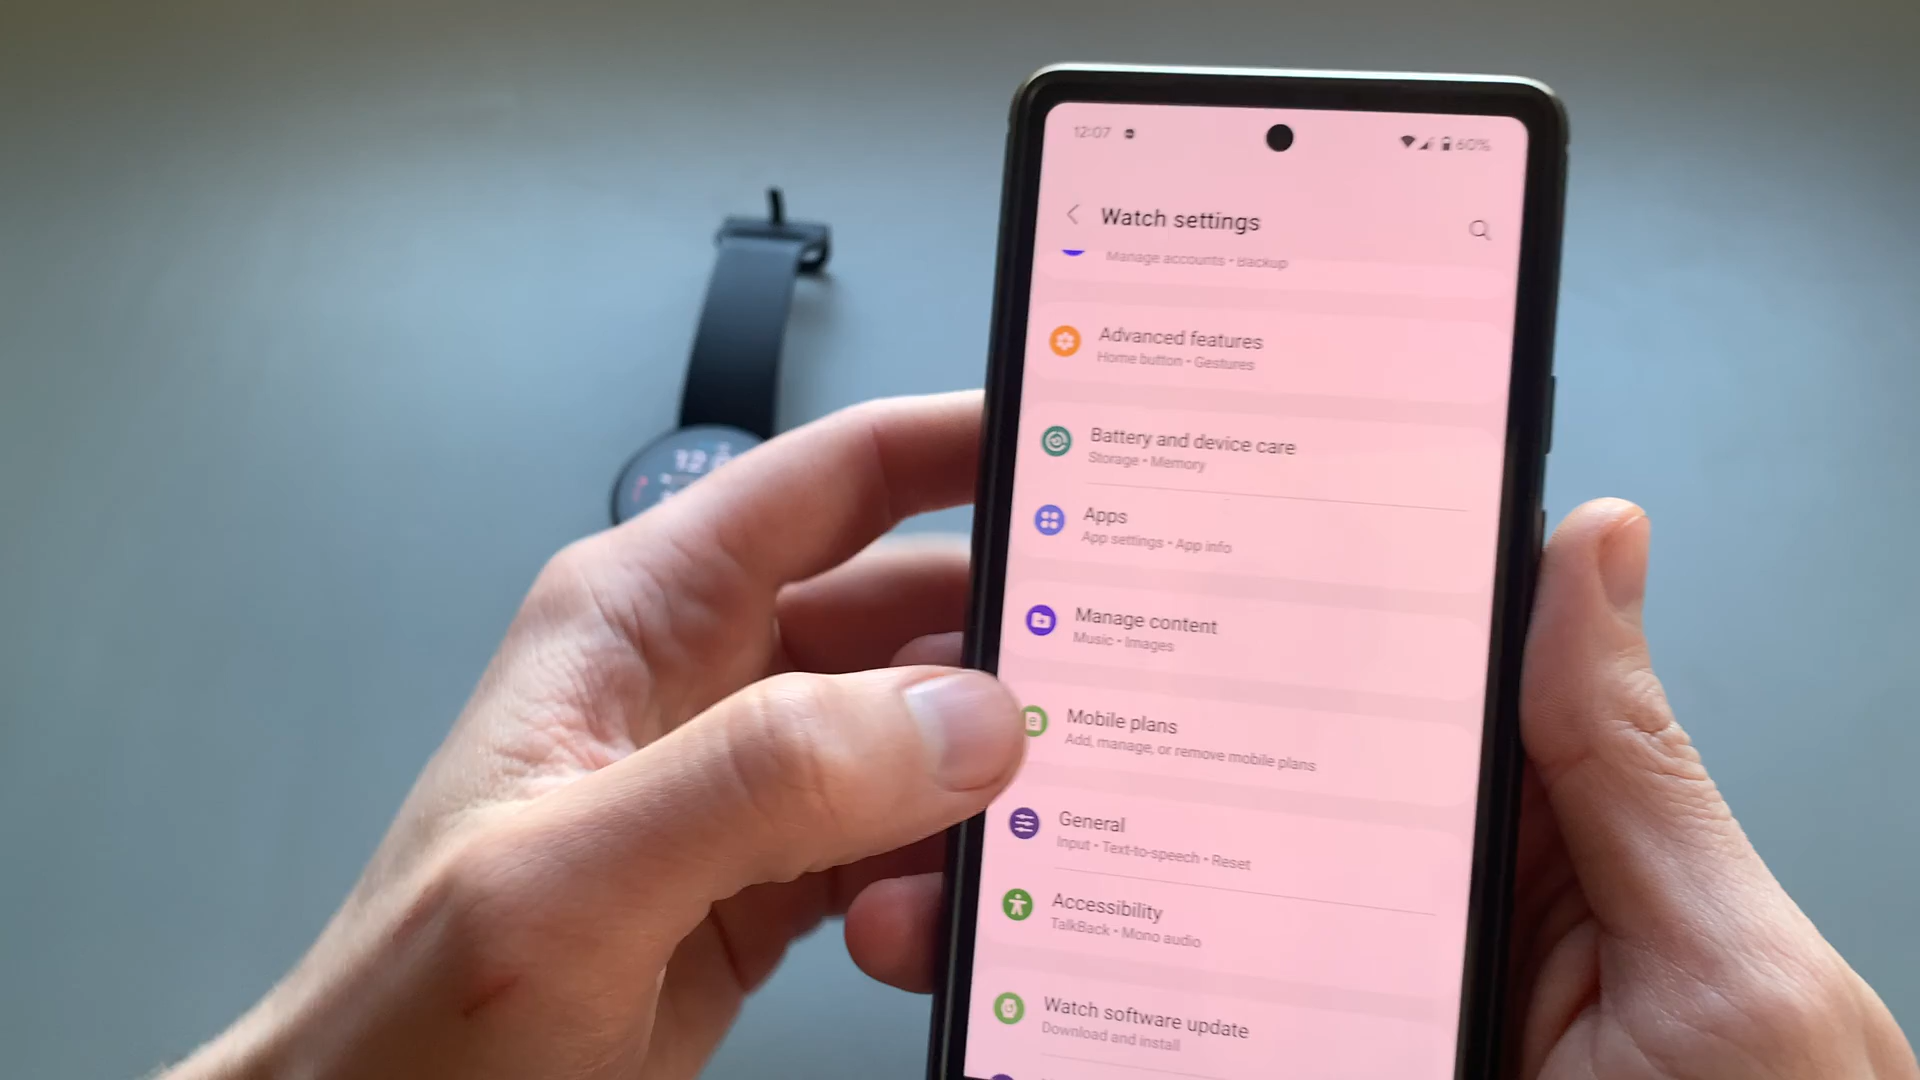 12:07
60%
Watch settings
Manage accounts • Backup
Advanced features
Home button • Gestures
Battery and device care
Storage • Memory
Apps
App settings • App info
Manage content
Music • Images
Mobile plans
Add, manage, or remove mobile plans
General
Input • Text-to-speech • Reset
Accessibility
TalkBack • Mono audio
Watch software update
Download and install
12